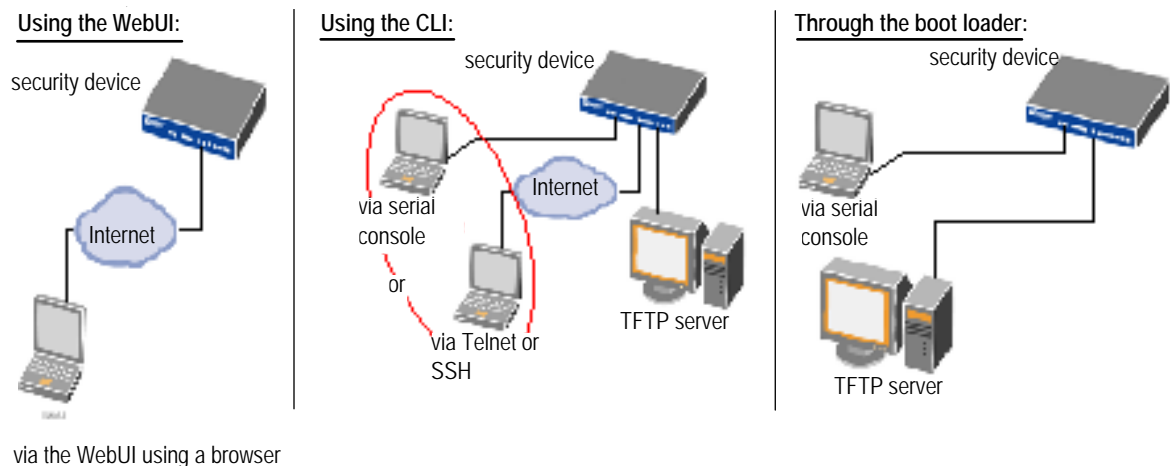 Using the WebUI:
security device
Internet
via the WebUI using a browser
Using the CLI:
security device
Internet
via serial
console
or
via Telnet or
SSH
TFTP server
Through the boot loader:
security device
via serial
console
TFTP server